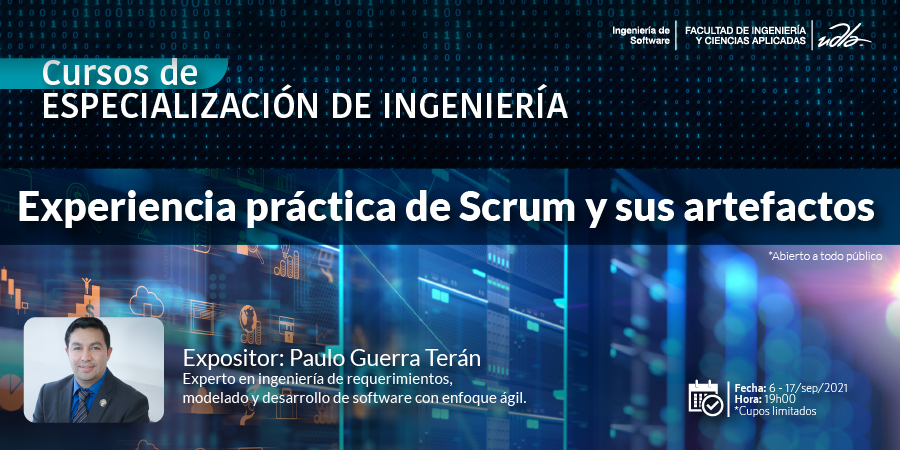 Ingeniería de
Software
FACULTAD DE INGENIERÍA
Y CIENCIAS APLICADAS
udla
Cursos de
ESPECIALIZACIÓN DE INGENIERÍA
Experiencia práctica de Scrum y sus artefactos
*Abierto a todo público
Expositor: Paulo Guerra Terán
Experto en ingeniería de requerimientos,
modelado y desarrollo de software con enfoque ágil.
Fecha: 6 - 17/sep/2021
Hora: 19h00
*Cupos limitados